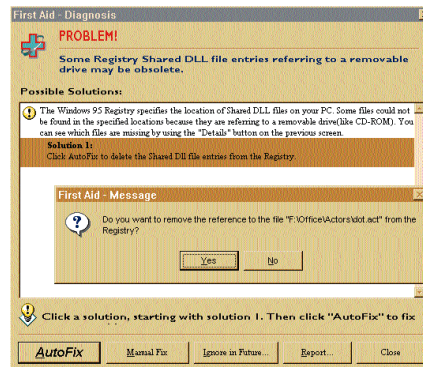 First Aid - Diagnosis
PROBLEM!
Some Registry Shared DLL file entries referring to a removable
drive may be obsolete.
Possible Solutions:
The Windows 95 Registry specifies the location of Shared DLL files on your PC. Some files could not
be found in the specified locations because they are referring to a removable drive(like CD-ROM). You
can see which files are missing by using the "Details" button on the previous screen.
Solution 1:
Click AutoFix to delete the Shared Dll file entries from the Registry.
First Aid - Message
Do you want to remove the reference to the file "F:\Office\Actors\dot.act" from the
Registry?
Yes
No
Click a solution, starting with solution 1. Then click "AutoFix" to fix
AutoFix
Manual Fix
Ignore in Future...
Report...
Close